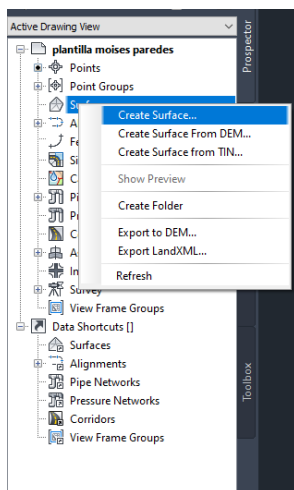 Active Drawing View
plantilla moises paredes
Points
Point Groups
Create Surface...
Create Surface From DEM...
Create Surface from TIN...
Show Preview
Create Folder
Export to DEM...
Export LandXML...
Refresh
Survey
View Frame Groups
Data Shortcuts []
Surfaces
Alignments
Pipe Networks
Pressure Networks
Corridors
View Frame Groups
Prospector
Toolbox